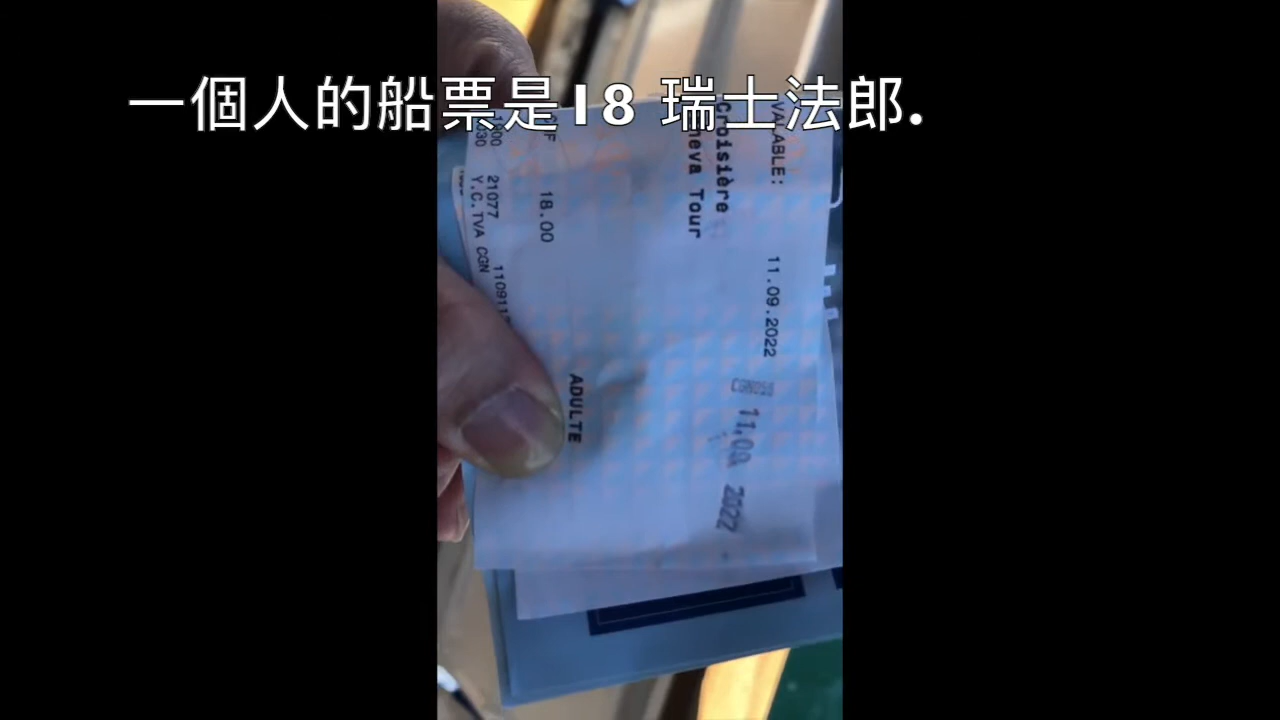 一個人的船票是18 瑞士法郎.
VALABLE: 11.09.2022
11.09 2022
Croisière
neva Tour
18.00
ADULTE
21077
Y.C.TVA CGN